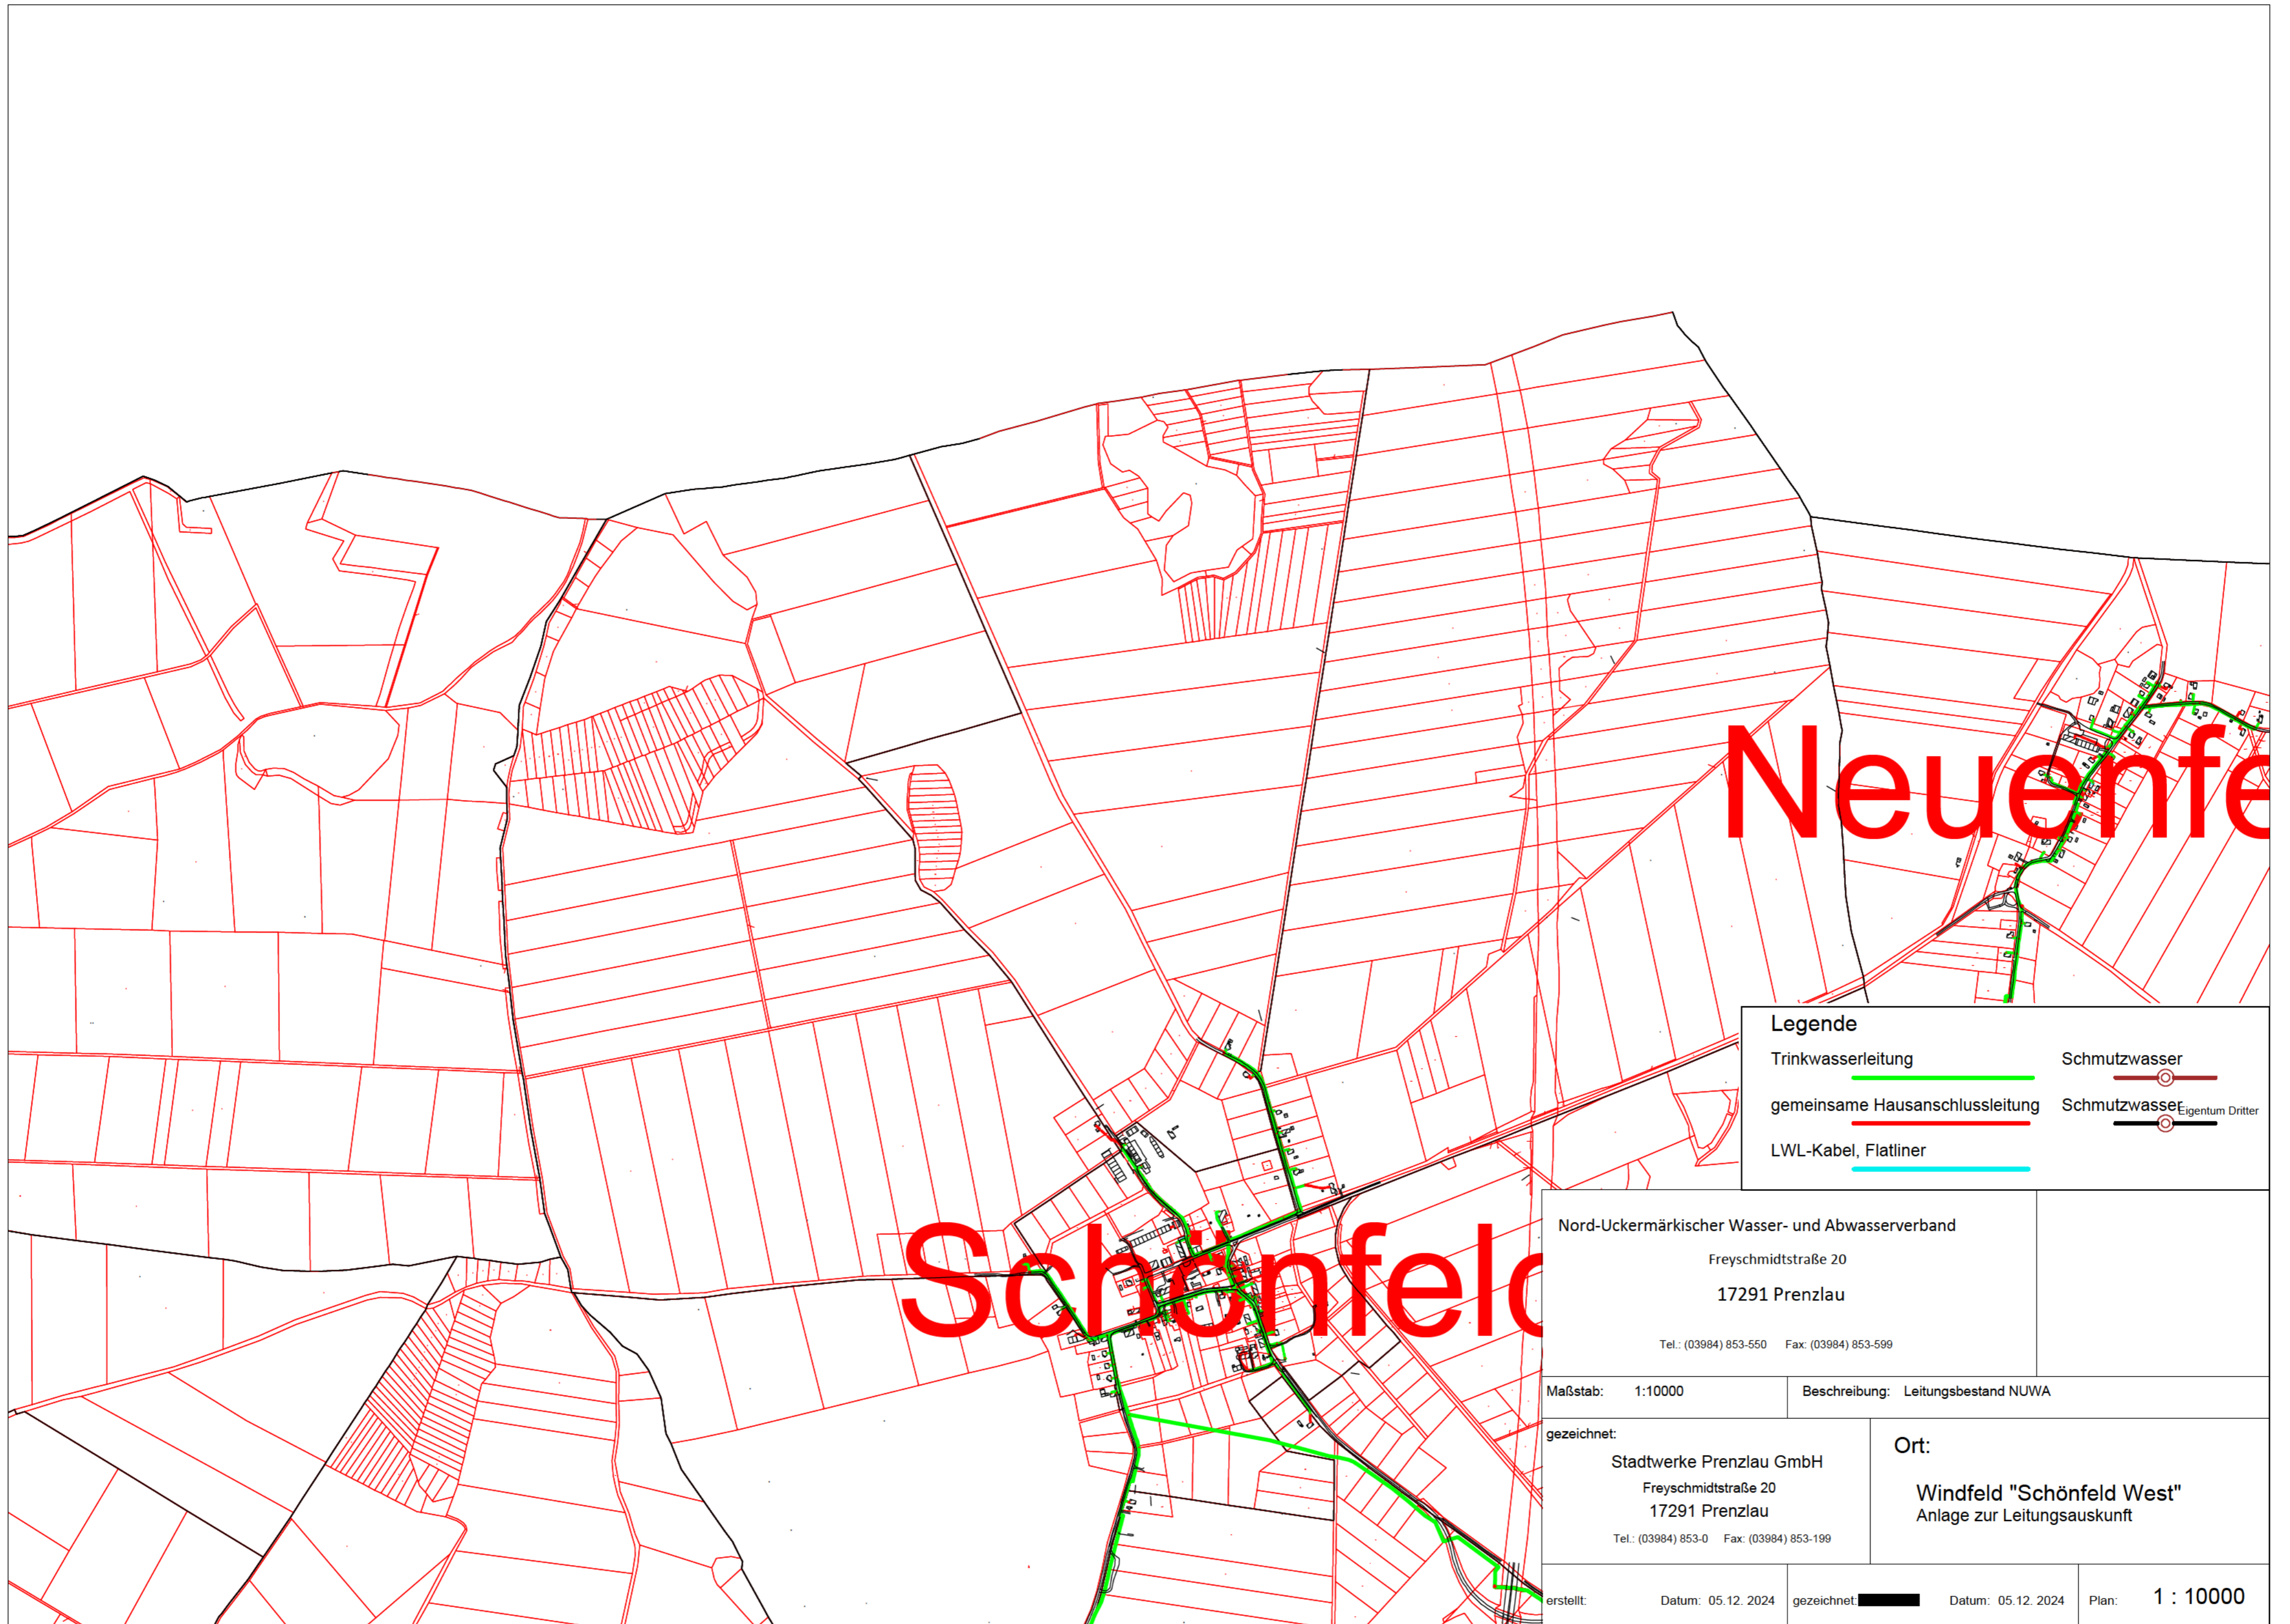 Neuenfe
Schönfeld
Legende
Trinkwasserleitung
Schmutzwasser
gemeinsame Hausanschlussleitung
Schmutzwasser Eigentum Dritter
LWL-Kabel, Flatliner
Nord-Uckermärkischer Wasser- und Abwasserverband
Freyschmidtstraße 20
17291 Prenzlau
Tel.: (03984) 853-550 Fax: (03984) 853-599
Maßstab: 1:10000
Beschreibung: Leitungsbestand NUWA
gezeichnet:
Stadtwerke Prenzlau GmbH
Freyschmidtstraße 20
17291 Prenzlau
Tel.: (03984) 853-0 Fax: (03984) 853-199
Ort:
Windfeld "Schönfeld West"
Anlage zur Leitungsauskunft
erstellt: Datum: 05.12. 2024 gezeichnet: Datum: 05.12. 2024 Plan: 1 : 10000